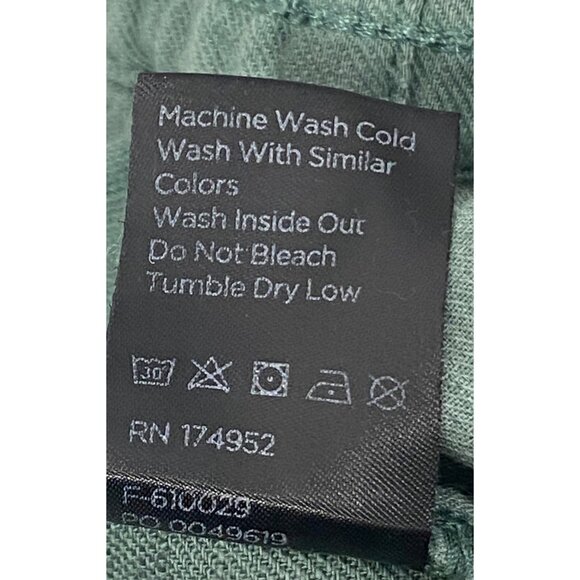 Machine Wash Cold
Wash With Similar
Colors
Wash Inside Out
Do Not Bleach
Tumble Dry Low
30°
RN 174952
F-610029
PO 0049619